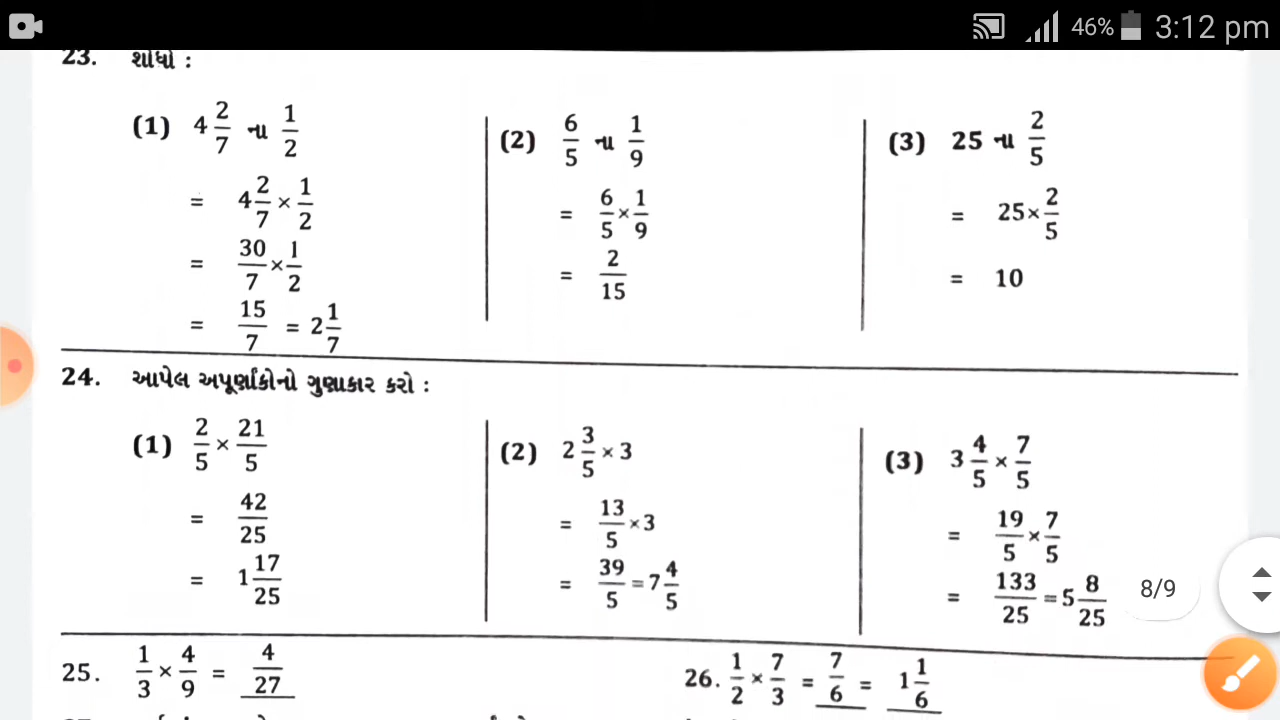 46% 3:12 pm
23. શોધો :
(1) 4 2/7 ના 1/2
= 4 2/7 × 1/2
= 30/7 × 1/2
= 15/7 = 2 1/7
(2) 6/5 ના 1/9
= 6/5 × 1/9
= 2/15
(3) 25 ના 2/5
= 25 × 2/5
= 10
24. આપેલ અપૂર્ણાંકોનો ગુણાકાર કરો :
(1) 2/5 × 21/5
= 42/25
= 1 17/25
(2) 2 3/5 × 3
= 13/5 × 3
= 39/5 = 7 4/5
(3) 3 4/5 × 7/5
= 19/5 × 7/5
= 133/25 = 5 8/25
8/9
25. 1/3 × 4/9 = 4/27
26. 1/2 × 7/3 = 7/6 = 1 1/6